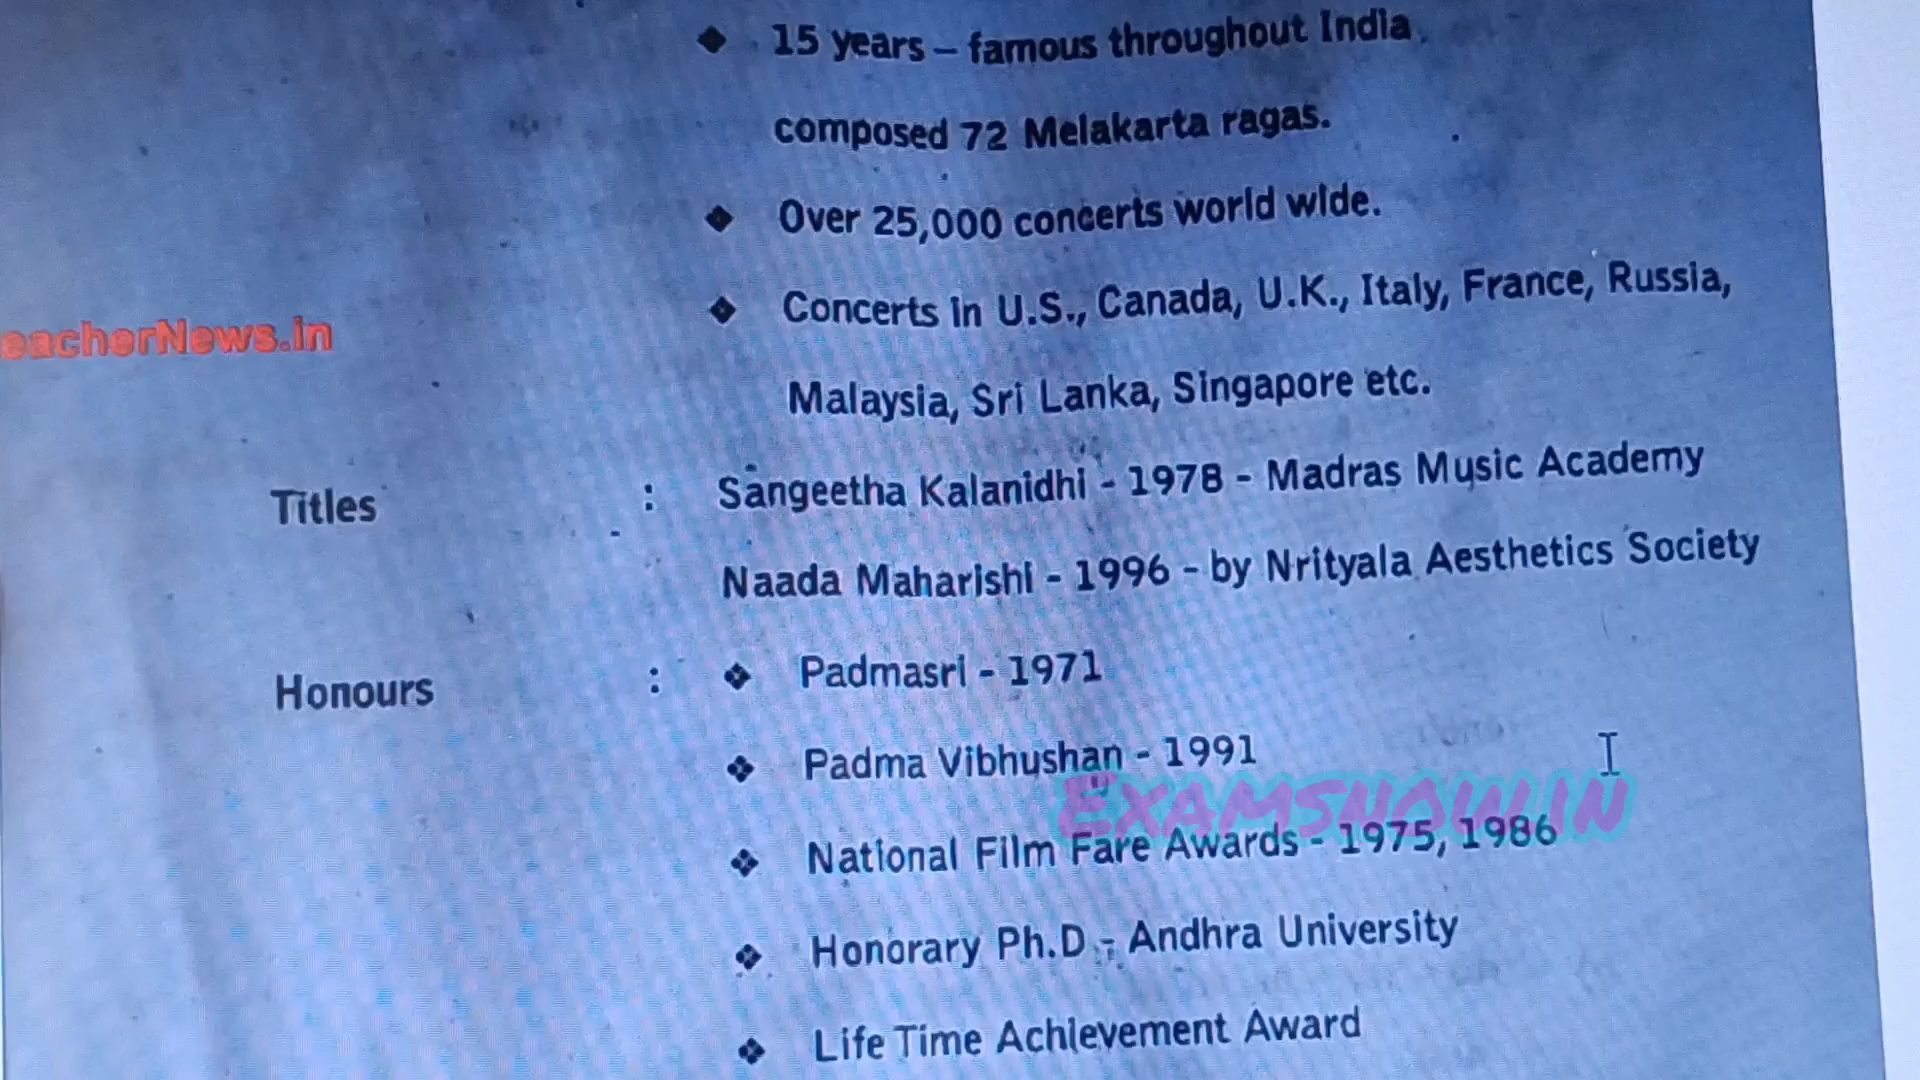 15 years – famous throughout India
composed 72 Melakarta ragas.
Over 25,000 concerts world wide.
Concerts in U.S., Canada, U.K., Italy, France, Russia,
eacherNews.in
Malaysia, Sri Lanka, Singapore etc.
Titles : Sangeetha Kalanidhi - 1978 - Madras Music Academy
Naada Maharishi - 1996 - by Nrityala Aesthetics Society
Honours : Padmasri - 1971
Padma Vibhushan - 1991
Examsnow.in
National Film Fare Awards - 1975, 1986
Honorary Ph.D - Andhra University
Life Time Achievement Award